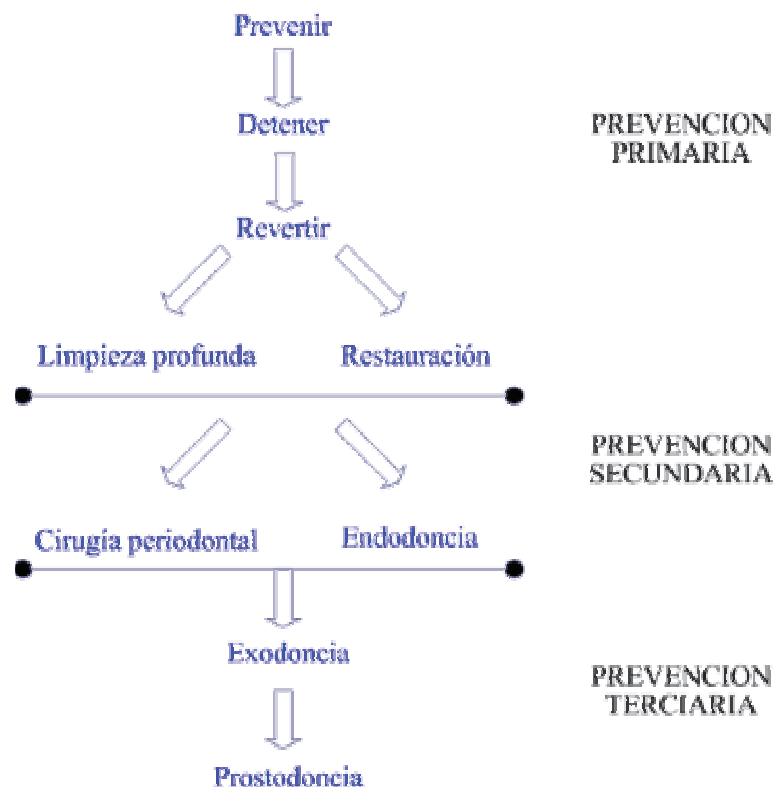 Prevenir
Detener
PREVENCION
PRIMARIA
Revertir
Limpieza profunda
Restauración
PREVENCION
SECUNDARIA
Cirugía periodontal
Endodoncia
Exodoncia
PREVENCION
TERCIARIA
Prostodoncia